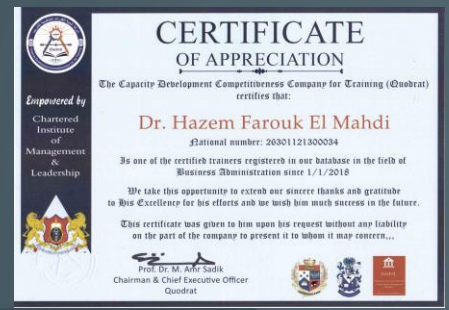 Empowered by
Chartered
Institute
of
Management
&
Leadership
CERTIFICATE
OF APPRECIATION
The Capacity Development Competitiveness Company for Training (Quodrat)
certifies that:
Dr. Hazem Farouk El Mahdi
National number: 26301121300034
Is one of the certified trainers registered in our database in the field of
Business Administration since 1/1/2018
We take this opportunity to extend our sincere thanks and gratitude
to His Excellency for his efforts and we wish him much success in the future.
This certificate was given to him upon his request without any liability
on the part of the company to present it to whom it may concern,,,
Prof. Dr. M. Amr Sadik
Chairman & Chief Executive Officer
Quodrat